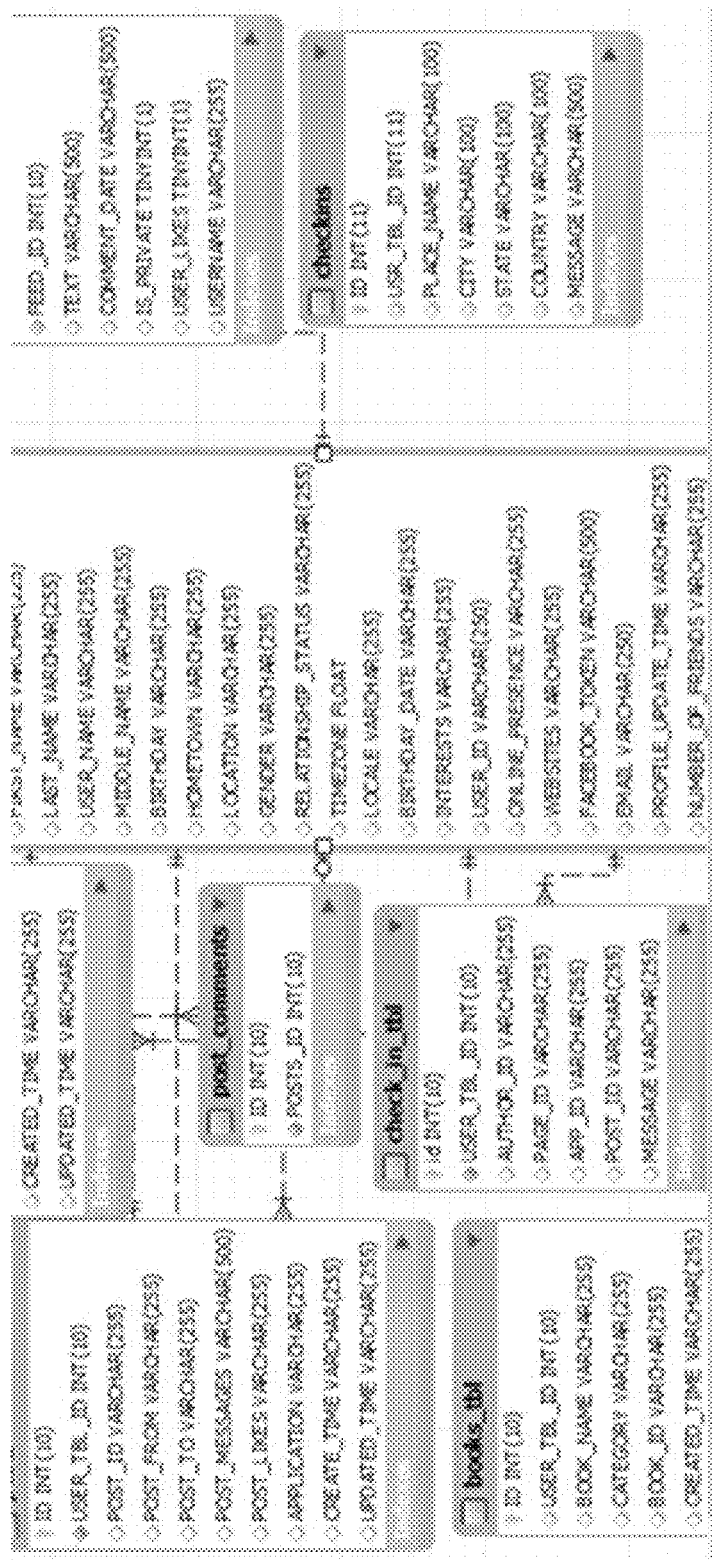 ID INT(10)
USER_TBL_ID INT(10)
POST_ID VARCHAR(255)
POST_FROM VARCHAR(255)
POST_TO VARCHAR(255)
POST_MESSAGES VARCHAR(500)
POST_LIKES VARCHAR(255)
APPLICATION VARCHAR(255)
CREATE_TIME VARCHAR(255)
UPDATED_TIME VARCHAR(255)
books_tbl
ID INT(10)
USER_TBL_ID INT(10)
BOOK_NAME VARCHAR(255)
CATEGORY VARCHAR(255)
BOOK_ID VARCHAR(255)
CREATED_TIME VARCHAR(255)
CREATED_TIME VARCHAR(255)
UPDATED_TIME VARCHAR(255)
post_comments
ID INT(10)
POSTS_ID INT(10)
check_in_tbl
id INT(10)
USER_TBL_ID INT(10)
AUTHOR_ID VARCHAR(255)
PAGE_ID VARCHAR(255)
APP_ID VARCHAR(255)
POST_ID VARCHAR(255)
MESSAGE VARCHAR(255)
LAST_NAME VARCHAR(255)
USER_NAME VARCHAR(255)
MIDDLE_NAME VARCHAR(255)
BIRTHDAY VARCHAR(255)
HOMETOWN VARCHAR(255)
LOCATION VARCHAR(255)
GENDER VARCHAR(255)
RELATIONSHIP_STATUS VARCHAR(255)
TIMEZONE FLOAT
LOCALE VARCHAR(255)
BIRTHDAY_DATE VARCHAR(255)
INTERESTS VARCHAR(255)
USER_ID VARCHAR(250)
ONLINE_PRESENCE VARCHAR(255)
WEBSITES VARCHAR(255)
FACEBOOK_TOKEN VARCHAR(500)
EMAIL VARCHAR(250)
PROFILE_UPDATE_TIME VARCHAR(255)
NUMBER_OF_FRIENDS VARCHAR(255)
FEED_ID INT(10)
TEXT VARCHAR(500)
COMMENT_DATE VARCHAR(500)
IS_PRIVATE TINYINT(1)
USER_LIKES TINYINT(1)
USERNAME VARCHAR(255)
checkins
ID INT(11)
USR_TBL_ID INT(11)
PLACE_NAME VARCHAR(100)
CITY VARCHAR(100)
STATE VARCHAR(100)
COUNTRY VARCHAR(100)
MESSAGE VARCHAR(800)